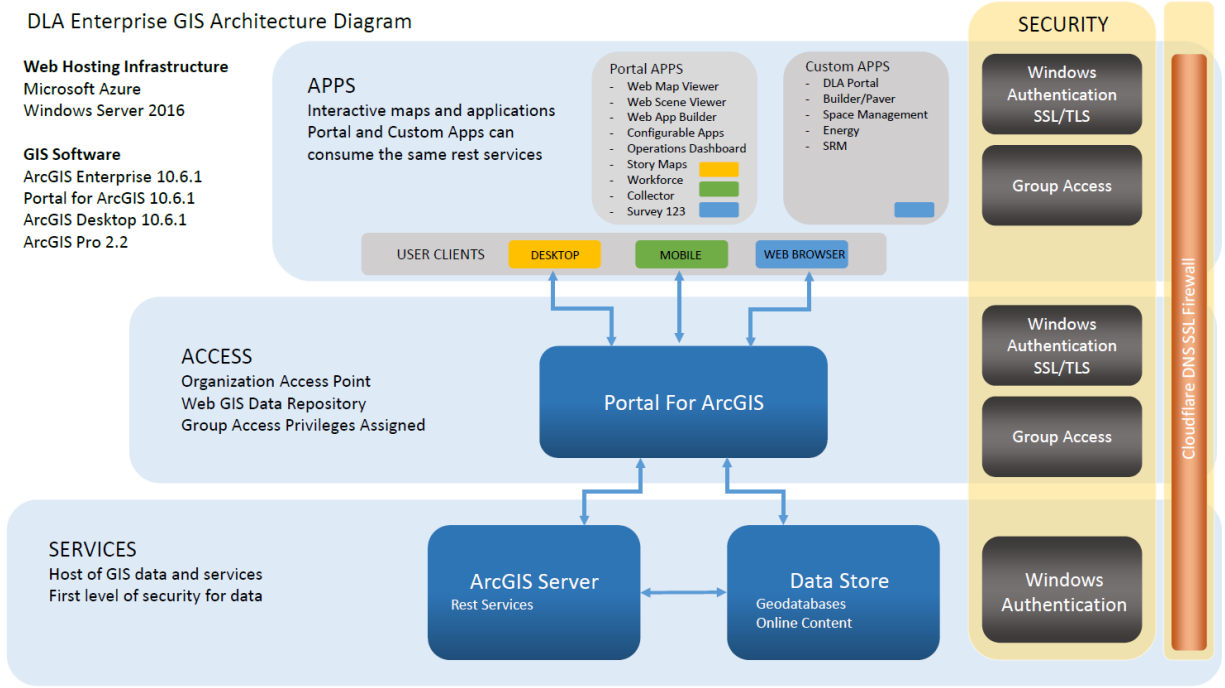 DLA Enterprise GIS Architecture Diagram
Web Hosting Infrastructure
Microsoft Azure
Windows Server 2016
GIS Software
ArcGIS Enterprise 10.6.1
Portal for ArcGIS 10.6.1
ArcGIS Desktop 10.6.1
ArcGIS Pro 2.2
APPS
Interactive maps and applications
Portal and Custom Apps can
consume the same rest services
Portal APPS
- Web Map Viewer
- Web Scene Viewer
- Web App Builder
- Configurable Apps
- Operations Dashboard
- Story Maps
- Workforce
- Collector
- Survey 123
Custom APPS
- DLA Portal
- Builder/Paver
- Space Management
- Energy
- SRM
USER CLIENTS
DESKTOP
MOBILE
WEB BROWSER
ACCESS
Organization Access Point
Web GIS Data Repository
Group Access Privileges Assigned
Portal For ArcGIS
SERVICES
Host of GIS data and services
First level of security for data
ArcGIS Server
Rest Services
Data Store
Geodatabases
Online Content
SECURITY
Windows
Authentication
SSL/TLS
Group Access
Windows
Authentication
SSL/TLS
Group Access
Windows
Authentication
Cloudflare DNS SSL Firewall